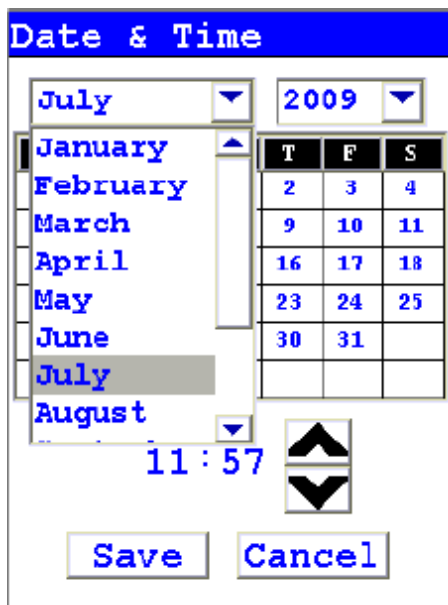 Date & Time
July 2009
January
February
March
April
May
June
July
August
T F S
2 3 4
9 10 11
16 17 18
23 24 25
30 31
11:57
Save Cancel